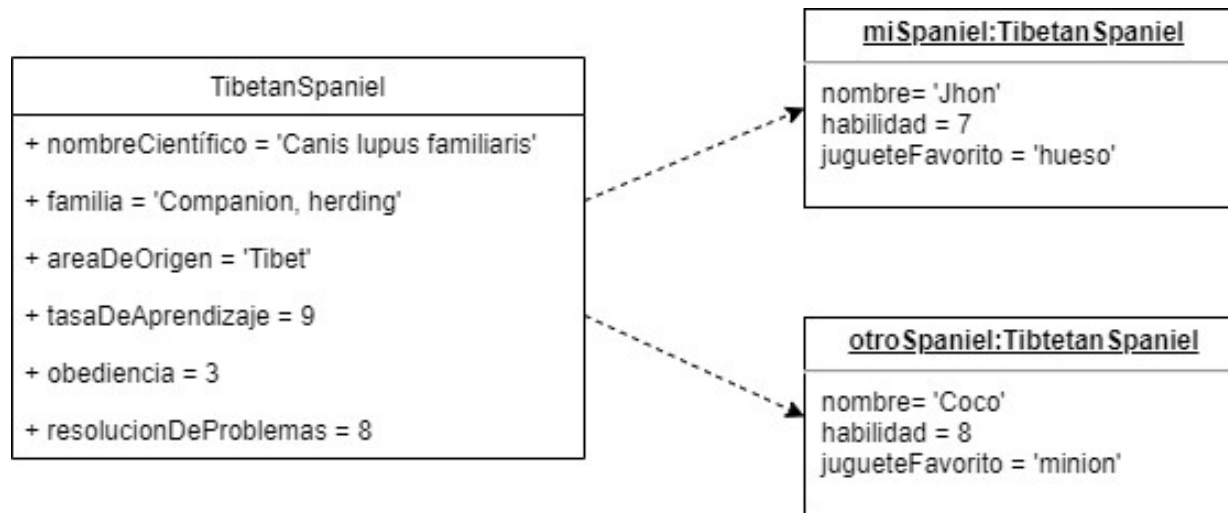 TibetanSpaniel
+ nombreCientífico = 'Canis lupus familiaris'
+ familia = 'Companion, herding'
+ areaDeOrigen = 'Tibet'
+ tasaDeAprendizaje = 9
+ obediencia = 3
+ resolucionDeProblemas = 8
miSpaniel:TibetanSpaniel
nombre= 'Jhon'
habilidad = 7
jugueteFavorito = 'hueso'
otroSpaniel:TibtetanSpaniel
nombre= 'Coco'
habilidad = 8
jugueteFavorito = 'minion'